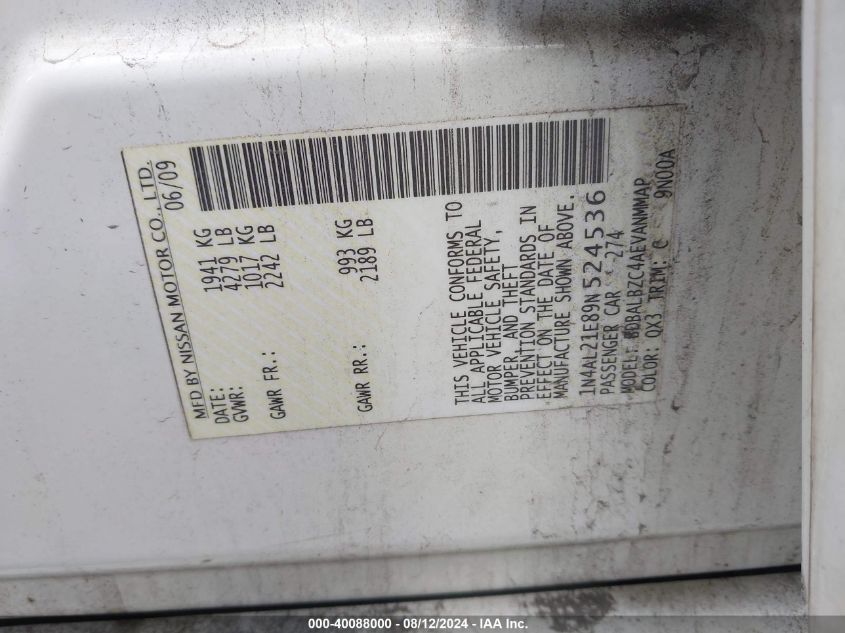 MFD BY NISSAN MOTOR CO., LTD.
DATE: 06/09
GVWR: 1941 KG
4279 LB
GAWR FR.: 1017 KG
2242 LB
GAWR RR.: 993 KG
2189 LB
THIS VEHICLE CONFORMS TO
ALL APPLICABLE FEDERAL
MOTOR VEHICLE SAFETY,
BUMPER, AND THEFT
PREVENTION STANDARDS IN
EFFECT ON THE DATE OF
MANUFACTURE SHOWN ABOVE.
1N4AL21E89N524536
PASSENGER CAR 274
MODEL: BDBALBZC4AEVANMMAP
COLOR: QX3 TRIM: C 9N00A
000-40088000 - 08/12/2024 - IAA Inc.